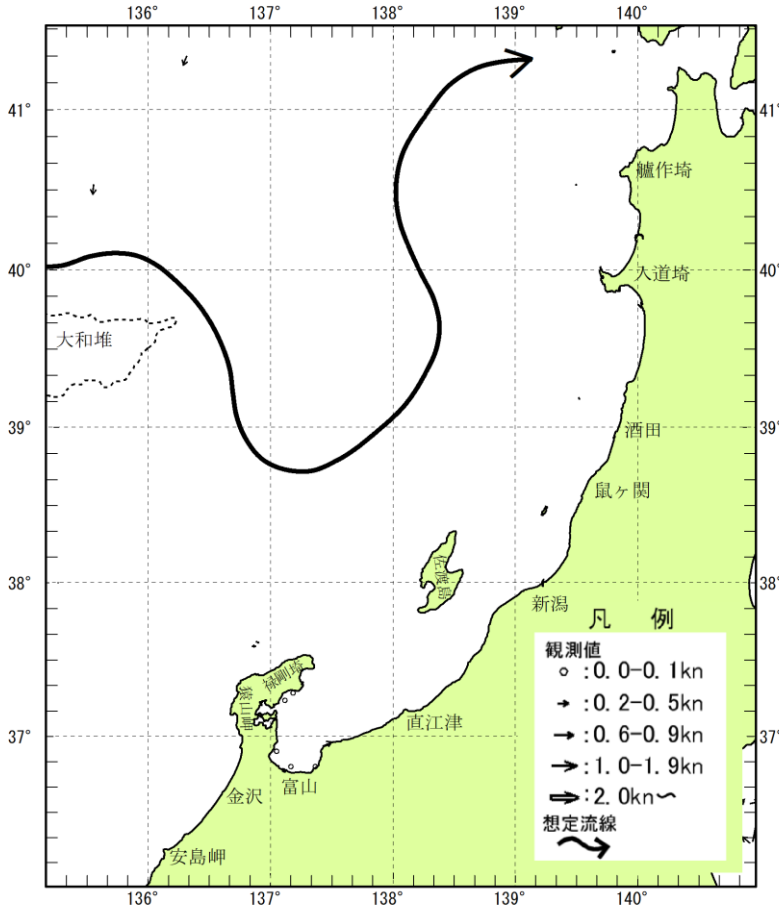 136° 137° 138° 139° 140°
41° 41°
艫作埼
40° 入道埼 40°
大和堆
39° 酒田 39°
鼠ヶ関
佐渡島
38° 新潟 38°
凡 例
観測値
:0.0-0.1kn
:0.2-0.5kn
:0.6-0.9kn
:1.0-1.9kn
:2.0kn~
想定流線
禄剛埼
猿山岬
37° 直江津 37°
富山
金沢
安島岬
136° 137° 138° 139° 140°